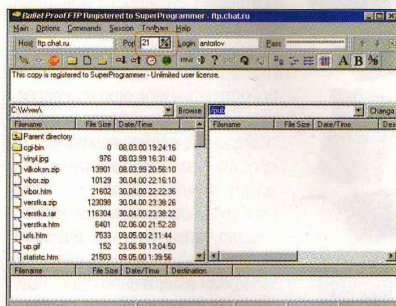 Bullet Proof FTP Registered to SuperProgrammer - ftp.chat.ru
Main Options Commands Session Toolbars Help
Host ftp.chat.ru Port 21 Login antorlov Pass
A B
This copy is registered to SuperProgrammer - Unlimited user license.
C:\Www\ Browse /pub Change
Filename File Size Date/Time Filename File Size Date/Time Des
Parent directory
cgi-bin 0 08.03.00 19:24:16
vinyl.jpg 976 08.03.99 16:31:40
vilkoksn.zip 13901 08.03.99 20:56:10
vibor.zip 10129 30.04.00 22:16:10
vibor.htm 21602 30.04.00 22:22:36
verstka.zip 123098 30.04.00 23:38:26
verstka.rar 116304 30.04.00 23:38:22
verstka.htm 6401 02.06.00 21:52:28
urls.htm 7533 09.05.00 2:11:44
up.gif 152 23.06.98 13:04:50
statistc.htm 21503 09.05.00 1:39:56
Filename File Size Date/Time Destination